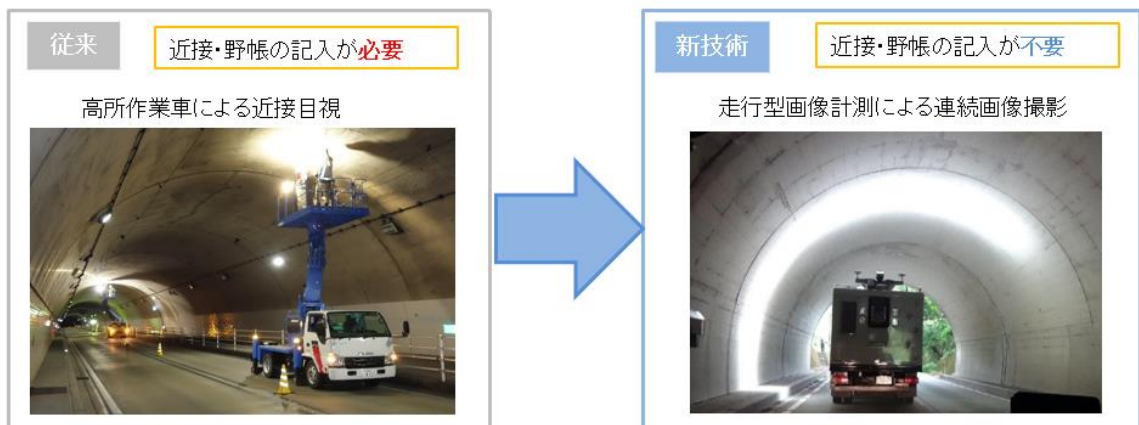 従来
近接・野帳の記入が必要
高所作業車による近接目視
新技術
近接・野帳の記入が不要
走行型画像計測による連続画像撮影